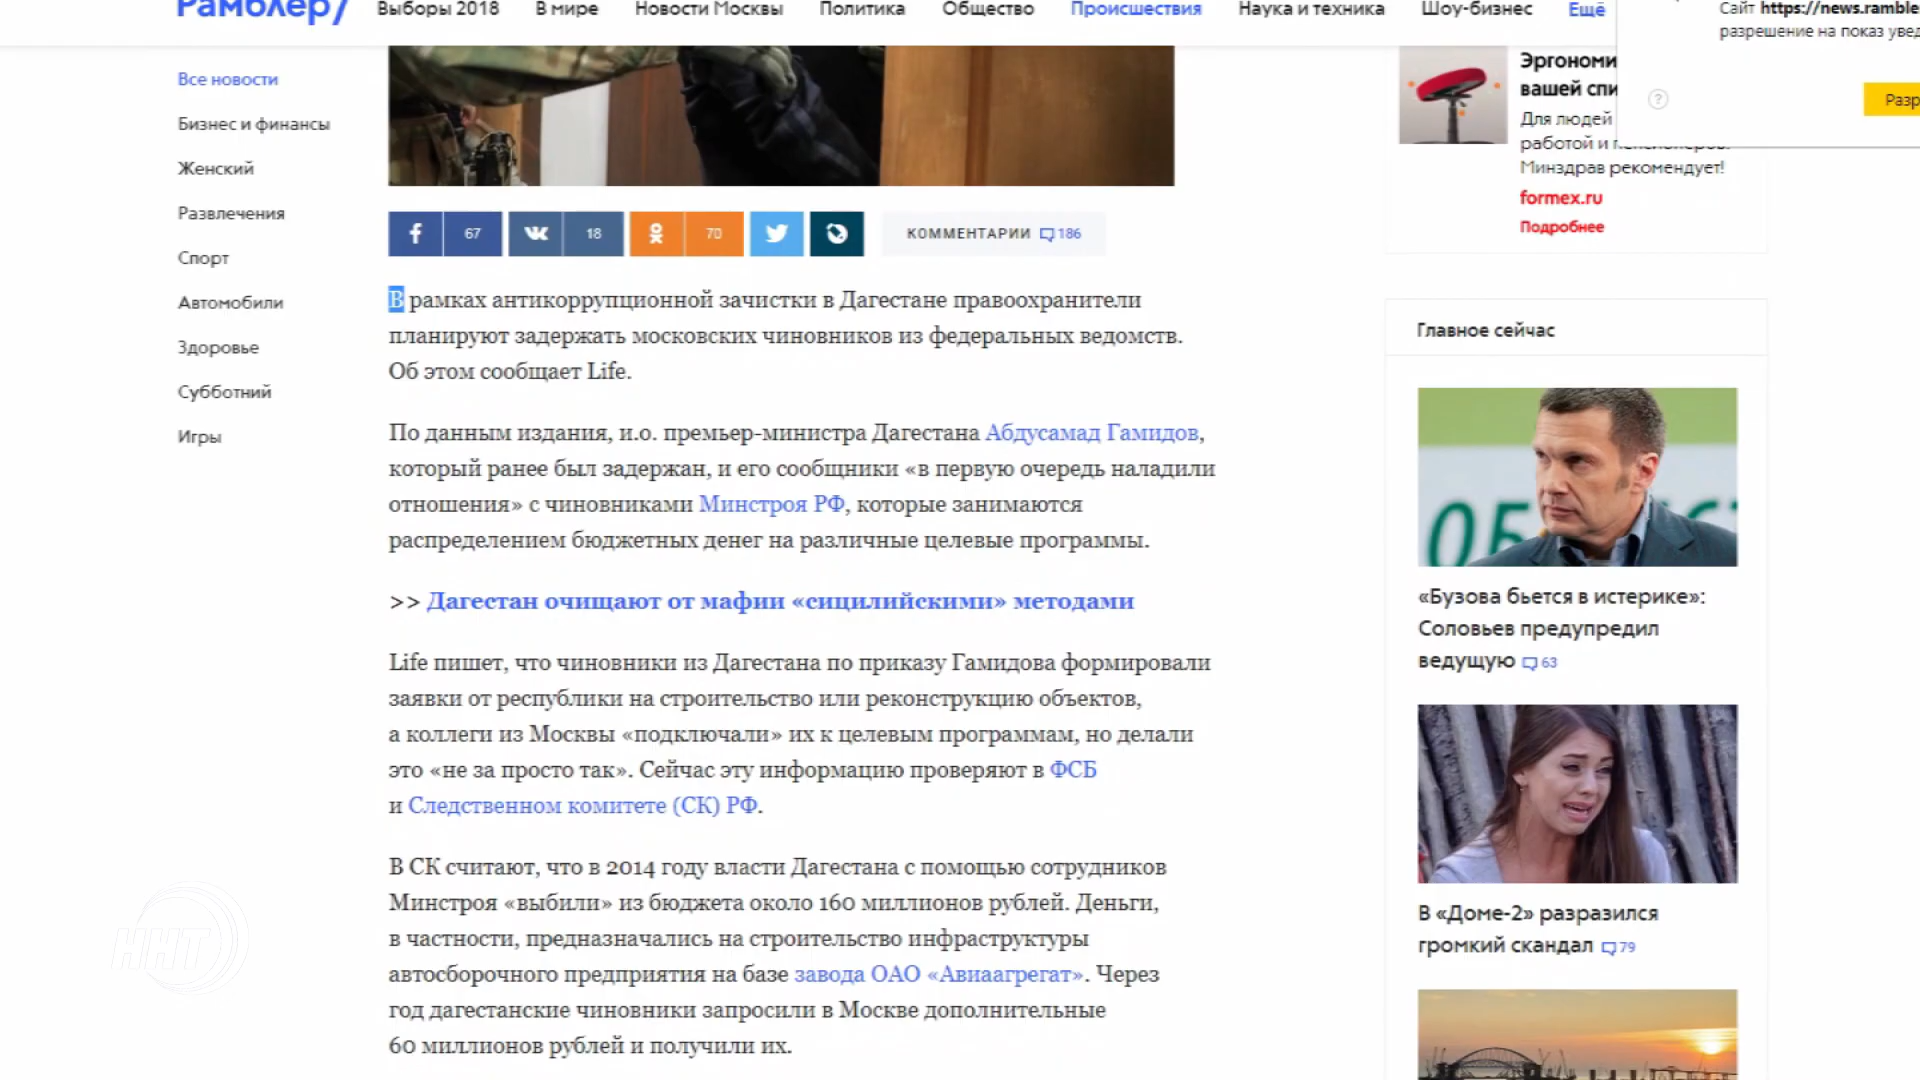 Рамблер/
Выборы 2018 В мире Новости Москвы Политика Общество Происшествия Наука и техника Шоу-бизнес Ещё
Сайт https://news.ramble
разрешение на показ увед
Разр
Все новости
Бизнес и финансы
Женский
Развлечения
Спорт
Автомобили
Здоровье
Субботний
Игры
67 18 70 КОММЕНТАРИИ 186
В рамках антикоррупционной зачистки в Дагестане правоохранители
планируют задержать московских чиновников из федеральных ведомств.
Об этом сообщает Life.
По данным издания, и.о. премьер-министра Дагестана Абдусамад Гамидов,
который ранее был задержан, и его сообщники «в первую очередь наладили
отношения» с чиновниками Минстроя РФ, которые занимаются
распределением бюджетных денег на различные целевые программы.
>> Дагестан очищают от мафии «сицилийскими» методами
Life пишет, что чиновники из Дагестана по приказу Гамидова формировали
заявки от республики на строительство или реконструкцию объектов,
а коллеги из Москвы «подключали» их к целевым программам, но делали
это «не за просто так». Сейчас эту информацию проверяют в ФСБ
и Следственном комитете (СК) РФ.
В СК считают, что в 2014 году власти Дагестана с помощью сотрудников
Минстроя «выбили» из бюджета около 160 миллионов рублей. Деньги,
в частности, предназначались на строительство инфраструктуры
автосборочного предприятия на базе завода ОАО «Авиаагрегат». Через
год дагестанские чиновники запросили в Москве дополнительные
60 миллионов рублей и получили их.
Эргономи
вашей спи
Для людей
работой и
Минздрав рекомендует!
formex.ru
Подробнее
Главное сейчас
«Бузова бьется в истерике»:
Соловьев предупредил
ведущую 63
В «Доме-2» разразился
громкий скандал 79
ННТ